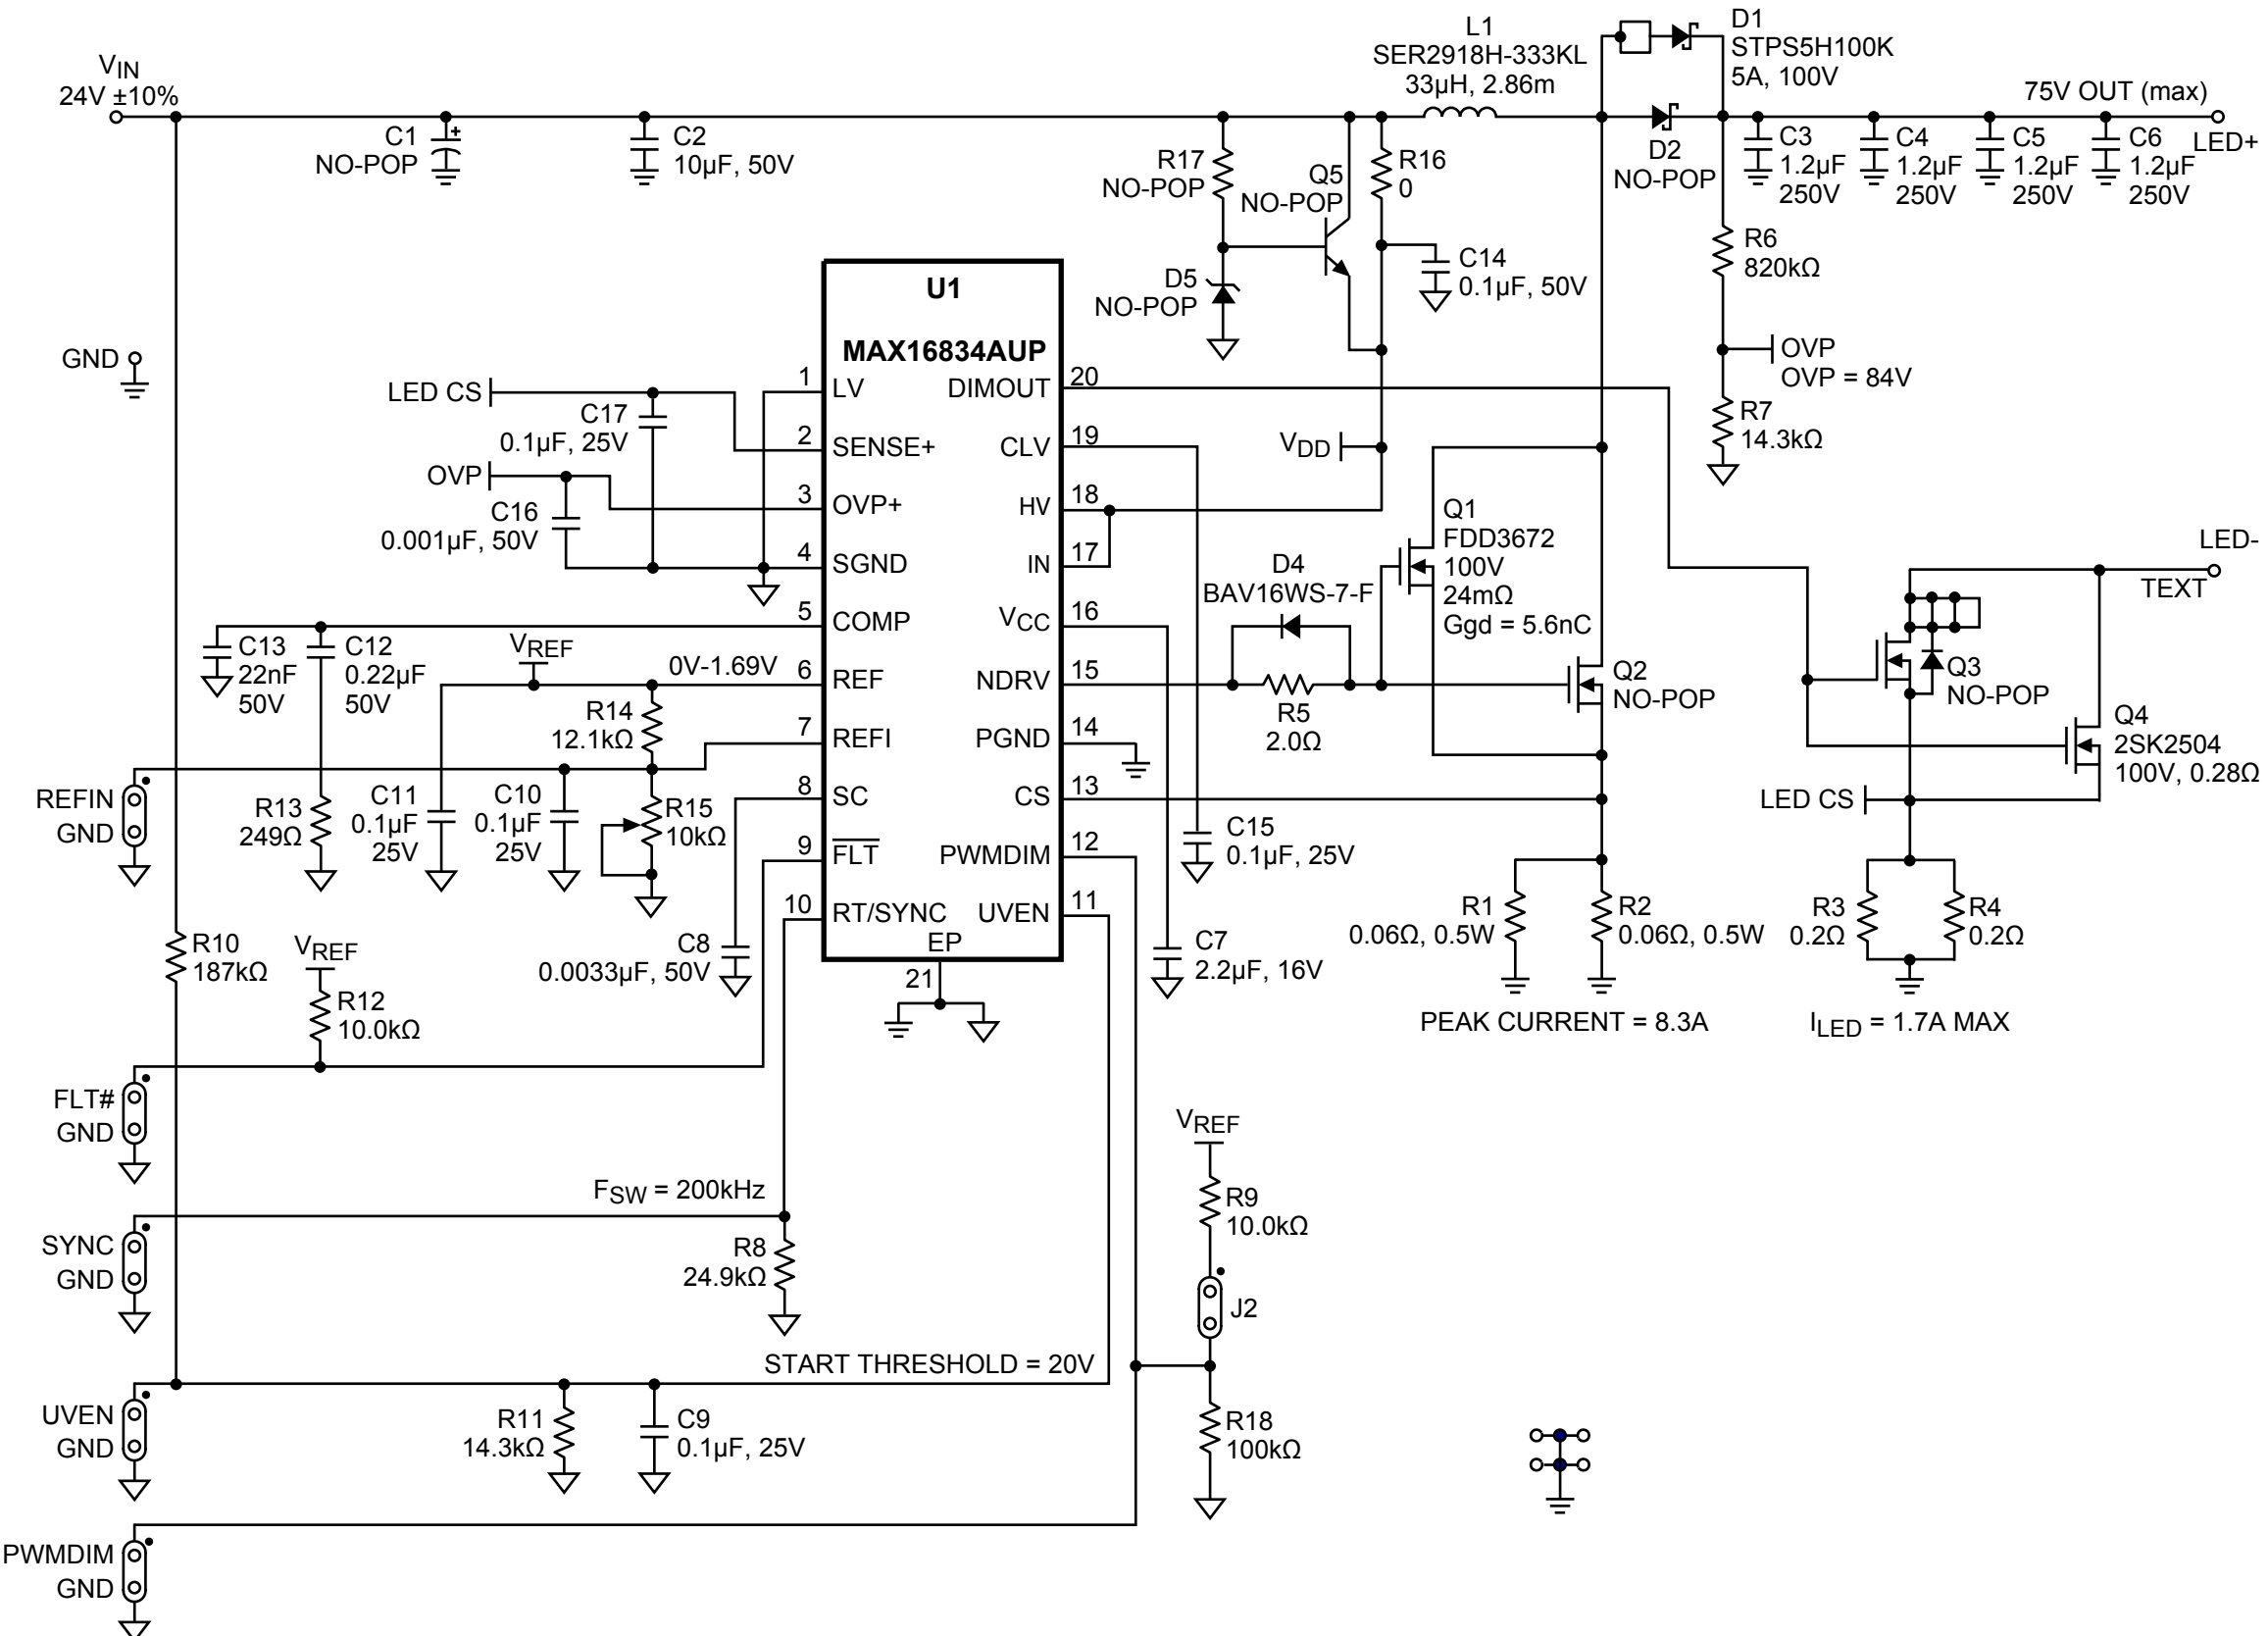 VIN
24V ±10%
C1
NO-POP
C2
10µF, 50V
L1
SER2918H-333KL
33µH, 2.86m
D1
STPS5H100K
5A, 100V
D2
NO-POP
75V OUT (max)
LED+
C3
1.2µF
250V
C4
1.2µF
250V
C5
1.2µF
250V
C6
1.2µF
250V
R17
NO-POP
Q5
NO-POP
R16
0
D5
NO-POP
C14
0.1µF, 50V
R6
820kΩ
OVP
OVP = 84V
R7
14.3kΩ
GND
U1
MAX16834AUP
1
LV
2
SENSE+
3
OVP+
4
SGND
5
COMP
6
REF
7
REFI
8
SC
9
FLT
10
RT/SYNC
20
DIMOUT
19
CLV
18
HV
17
IN
16
VCC
15
NDRV
14
PGND
13
CS
12
PWMDIM
11
UVEN
EP
21
LED CS
C17
0.1µF, 25V
OVP
C16
0.001µF, 50V
C13
22nF
50V
C12
0.22µF
50V
VREF
0V-1.69V
R14
12.1kΩ
REFIN
GND
R13
249Ω
C11
0.1µF
25V
C10
0.1µF
25V
R15
10kΩ
C8
0.0033µF, 50V
R10
187kΩ
VREF
R12
10.0kΩ
FLT#
GND
FSW = 200kHz
SYNC
GND
R8
24.9kΩ
START THRESHOLD = 20V
UVEN
GND
R11
14.3kΩ
C9
0.1µF, 25V
PWMDIM
GND
VDD
Q1
FDD3672
100V
24mΩ
Ggd = 5.6nC
D4
BAV16WS-7-F
R5
2.0Ω
Q2
NO-POP
C15
0.1µF, 25V
C7
2.2µF, 16V
R1
0.06Ω, 0.5W
R2
0.06Ω, 0.5W
PEAK CURRENT = 8.3A
LED-
TEXT
Q3
NO-POP
Q4
2SK2504
100V, 0.28Ω
LED CS
R3
0.2Ω
R4
0.2Ω
ILED = 1.7A MAX
VREF
R9
10.0kΩ
J2
R18
100kΩ